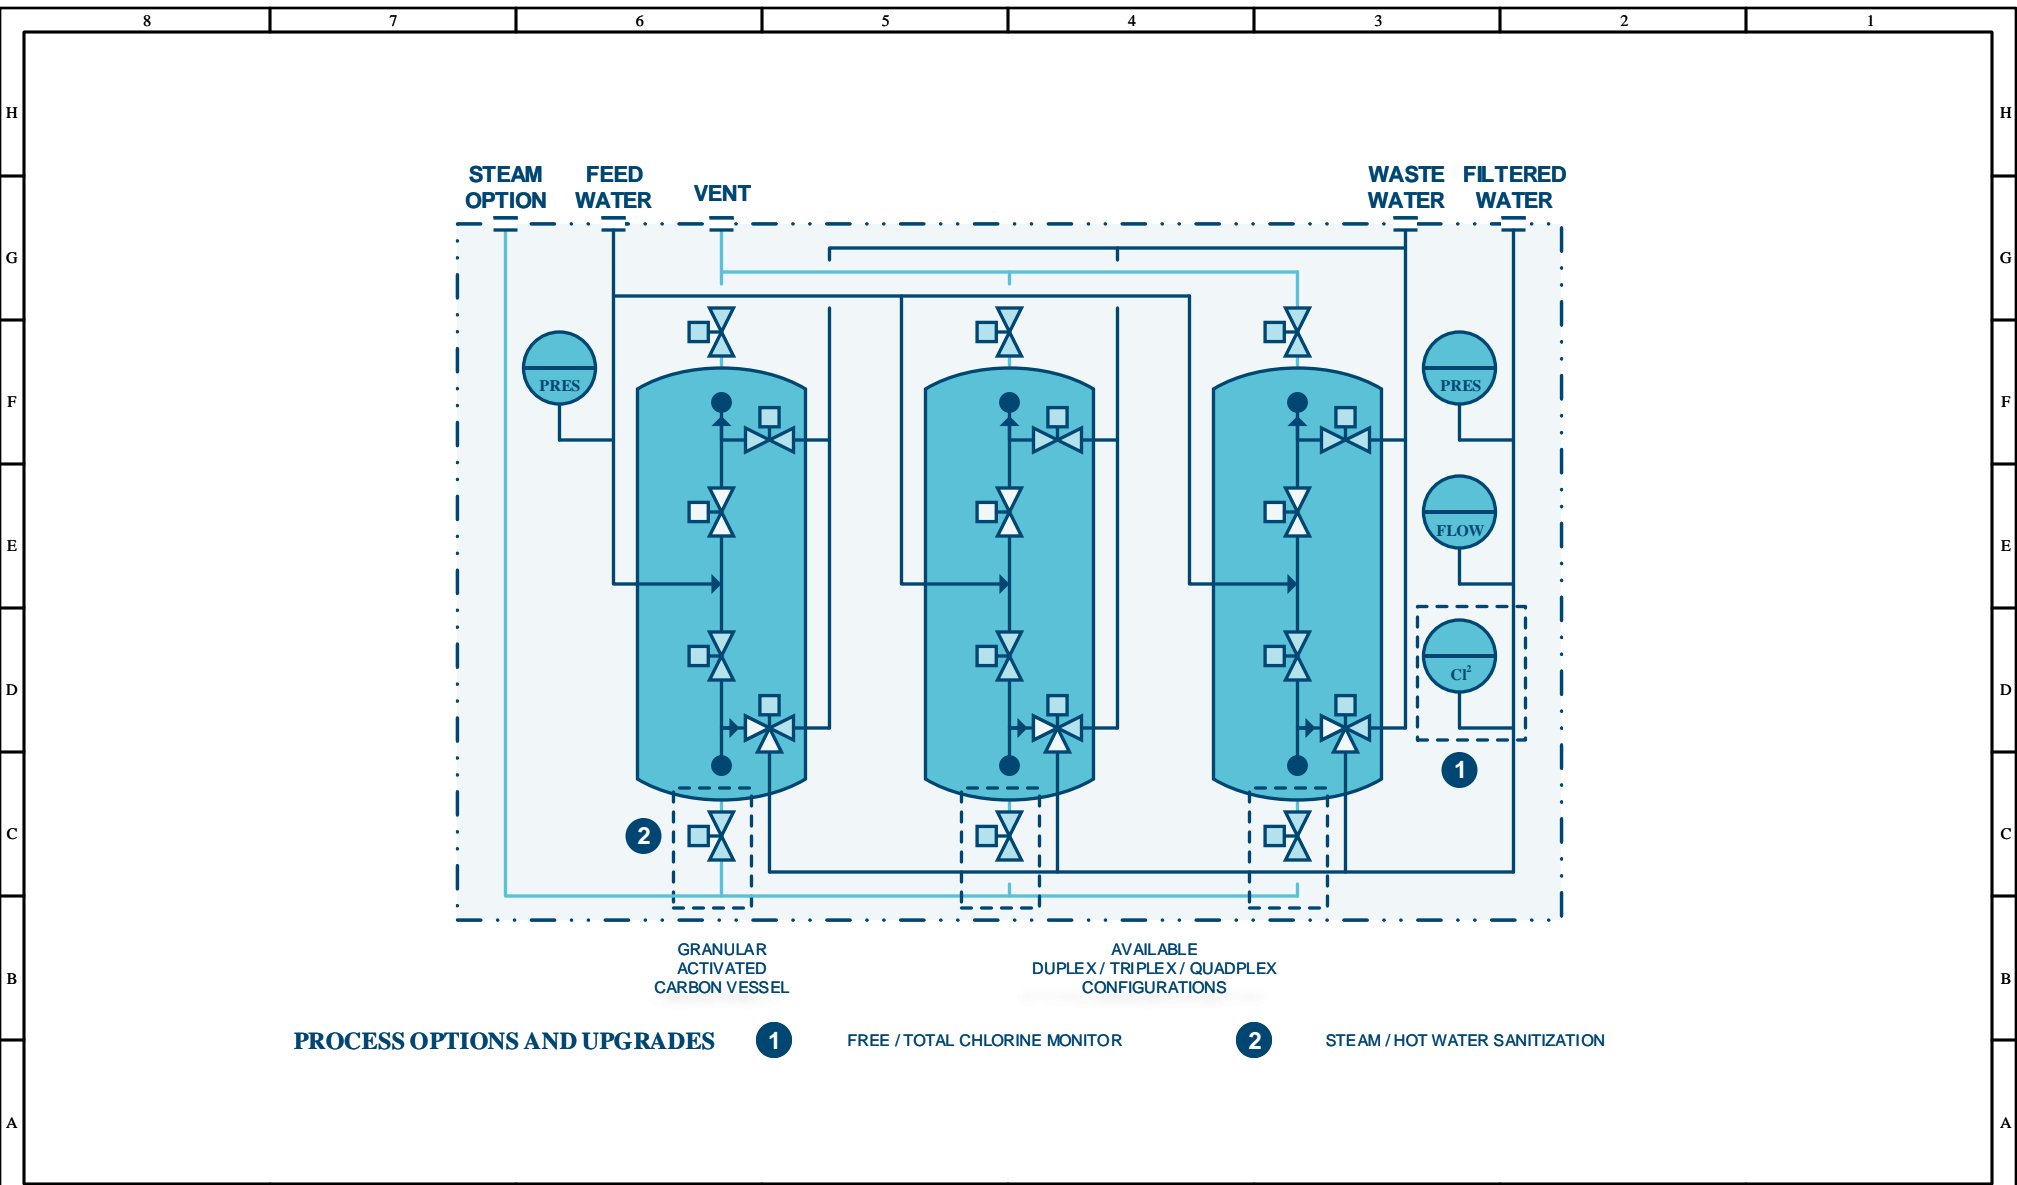 8 7 6 5 4 3 2 1
H H
STEAM OPTION
FEED WATER
VENT
WASTE WATER
FILTERED WATER
G G
PRES PRES
F F
FLOW
E E
Cl²
D D
1
2
C C
GRANULAR
ACTIVATED
CARBON VESSEL
AVAILABLE
DUPLEX / TRIPLEX / QUADPLEX
CONFIGURATIONS
B B
PROCESS OPTIONS AND UPGRADES 1 FREE / TOTAL CHLORINE MONITOR 2 STEAM / HOT WATER SANITIZATION
A A